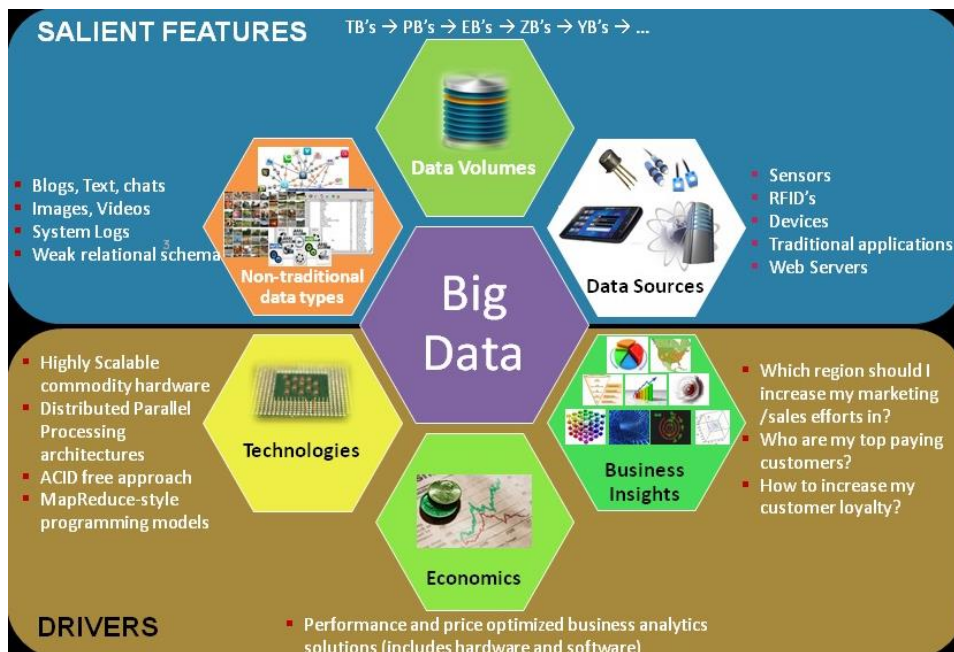 SALIENT FEATURES
TB's → PB's → EB's → ZB's → YB's → ...
Data Volumes
▪ Blogs, Text, chats
▪ Images, Videos
▪ System Logs
▪ Weak relational schema
3
Non-traditional
data types
Data Sources
▪ Sensors
▪ RFID's
▪ Devices
▪ Traditional applications
▪ Web Servers
Big
Data
▪ Highly Scalable
commodity hardware
▪ Distributed Parallel
Processing
architectures
▪ ACID free approach
▪ MapReduce-style
programming models
Technologies
Business
Insights
▪ Which region should I
increase my marketing
/sales efforts in?
▪ Who are my top paying
customers?
▪ How to increase my
customer loyalty?
Economics
DRIVERS
▪ Performance and price optimized business analytics
solutions (includes hardware and software)